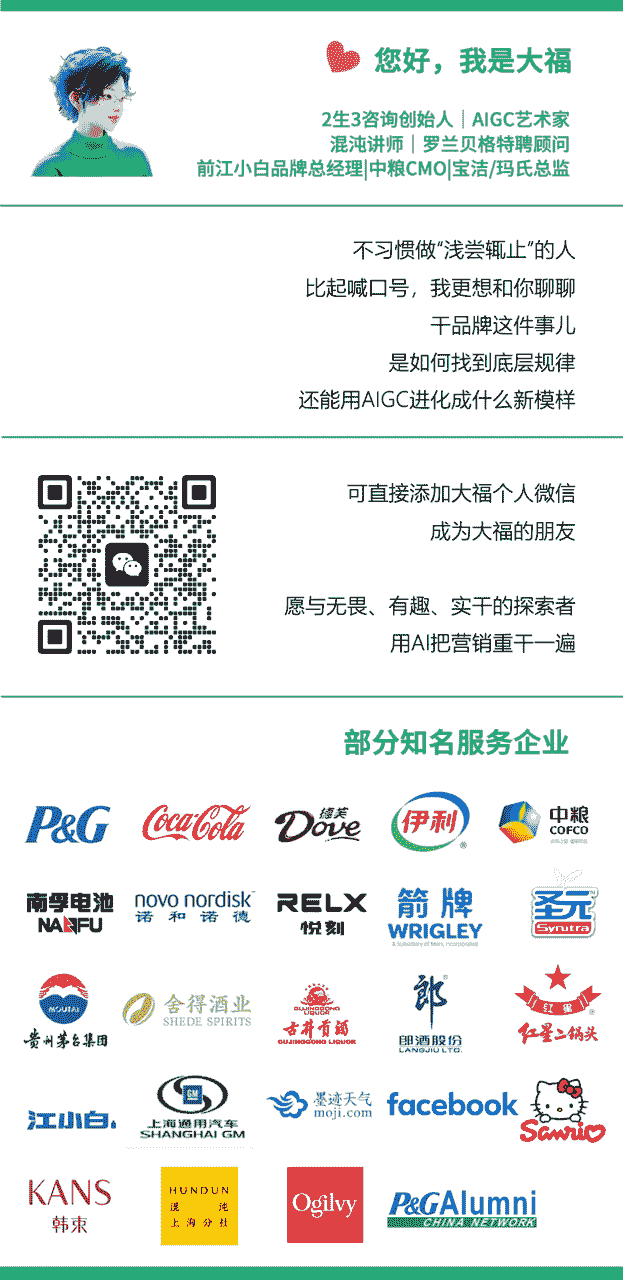 您好，我是大福
2生3咨询创始人｜AIGC艺术家
混沌讲师｜罗兰贝格特聘顾问
前江小白品牌总经理|中粮CMO|宝洁/玛氏总监
不习惯做“浅尝辄止”的人
比起喊口号，我更想和你聊聊
干品牌这件事儿
是如何找到底层规律
还能用AIGC进化成什么新模样
可直接添加大福个人微信
成为大福的朋友
愿与无畏、有趣、实干的探索者
用AI把营销重干一遍
部分知名服务企业
P&G
Coca-Cola
德芙
Dove
伊利
®
中粮
COFCO
南孚电池
NANFU
novo nordisk
诺和诺德
RELX
悦刻
箭牌
WRIGLEY
A Subsidiary of Mars, Incorporated
圣元
Synutra
MOUTAI
贵州茅台集团
舍得酒业
SHEDE SPIRITS
GUJINGGONG
LIQUOR
古井贡酒
GUJINGGONG LIQUOR
郎
®
郎酒股份
LANGJIU LTD.
红星
®
红星二锅头
江小白.
GM
上海通用汽车
SHANGHAI GM
墨迹天气
moji.com
facebook
Sanrio
KANS
韩束
HUNDUN
混沌
上海分社
Ogilvy
P&GAlumni
CHINA NETWORK